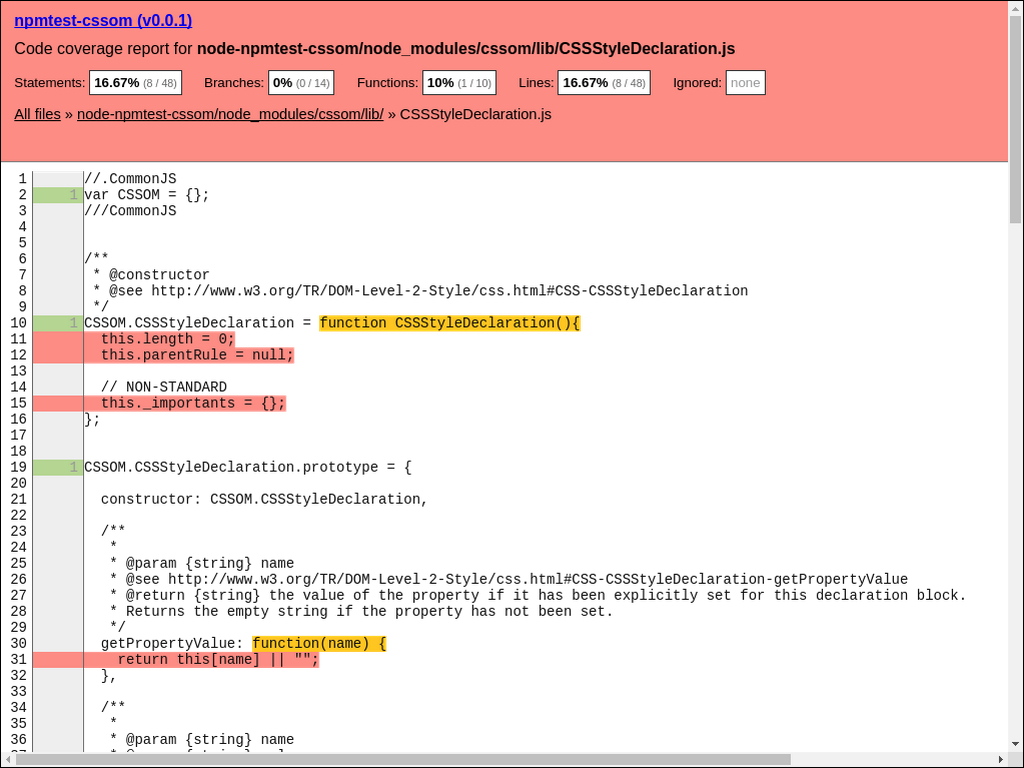 npmtest-cssom (v0.0.1)
Code coverage report for node-npmtest-cssom/node_modules/cssom/lib/CSSStyleDeclaration.js
Statements: 16.67% (8 / 48) Branches: 0% (0 / 14) Functions: 10% (1 / 10) Lines: 16.67% (8 / 48) Ignored: none
All files » node-npmtest-cssom/node_modules/cssom/lib/ » CSSStyleDeclaration.js
1 //.CommonJS
2 1 var CSSOM = {};
3 ///CommonJS
4
5
6 /**
7  * @constructor
8  * @see http://www.w3.org/TR/DOM-Level-2-Style/css.html#CSS-CSSStyleDeclaration
9  */
10 1 CSSOM.CSSStyleDeclaration = function CSSStyleDeclaration(){
11   this.length = 0;
12   this.parentRule = null;
13
14   // NON-STANDARD
15   this._importants = {};
16 };
17
18
19 1 CSSOM.CSSStyleDeclaration.prototype = {
20
21   constructor: CSSOM.CSSStyleDeclaration,
22
23   /**
24    *
25    * @param {string} name
26    * @see http://www.w3.org/TR/DOM-Level-2-Style/css.html#CSS-CSSStyleDeclaration-getPropertyValue
27    * @return {string} the value of the property if it has been explicitly set for this declaration block.
28    * Returns the empty string if the property has not been set.
29    */
30   getPropertyValue: function(name) {
31     return this[name] || "";
32   },
33
34   /**
35    *
36    * @param {string} name